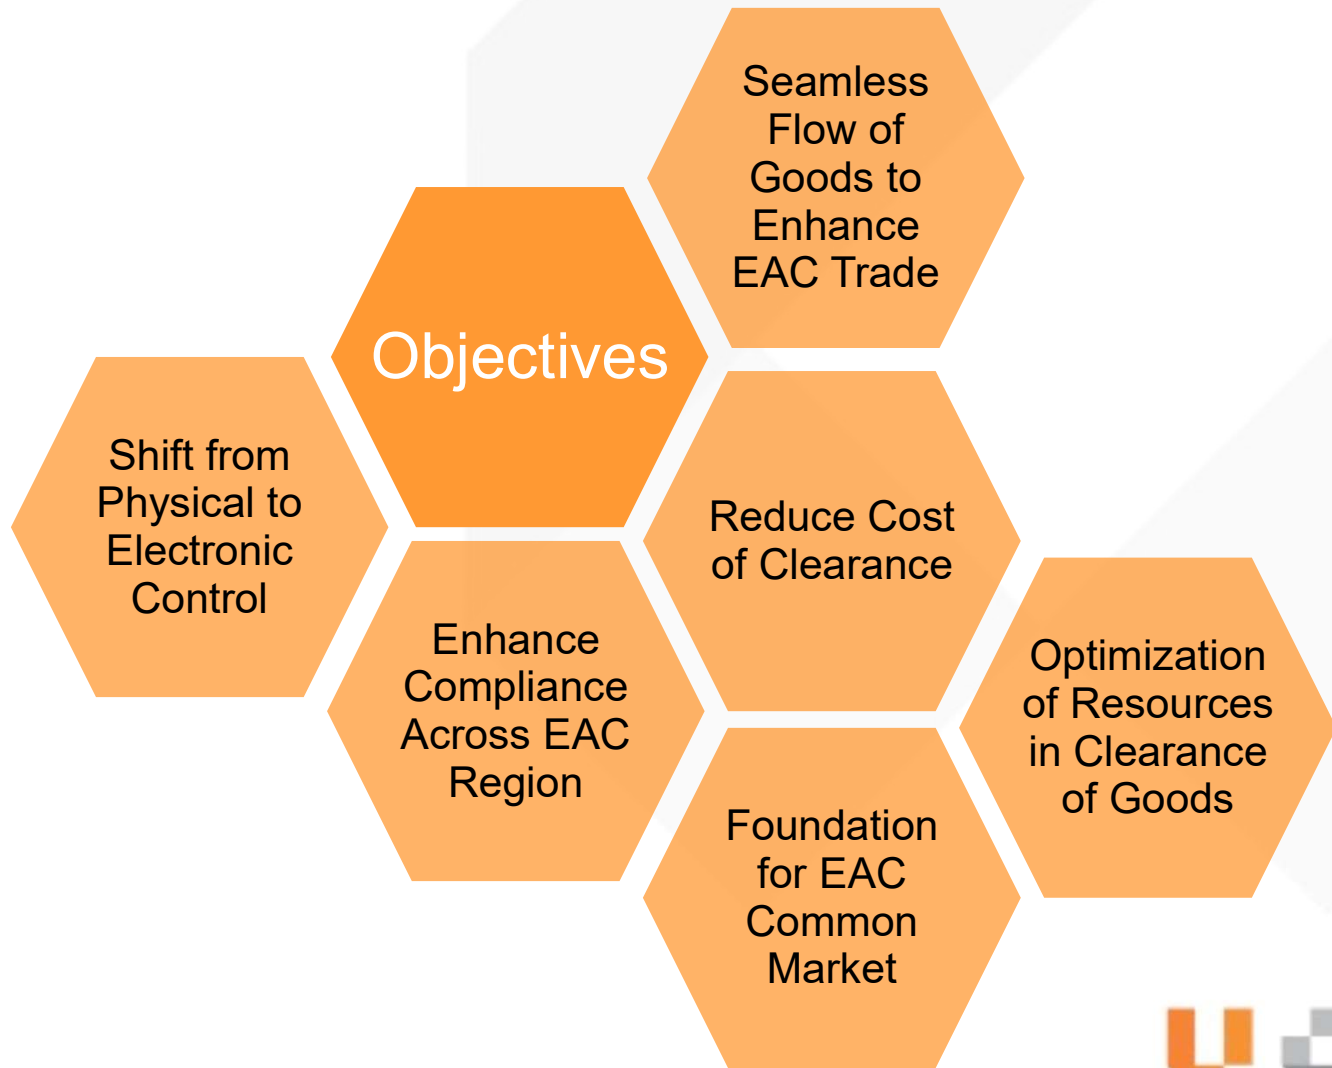 Seamless
Flow of
Goods to
Enhance
EAC Trade
Objectives
Shift from
Physical to
Electronic
Control
Reduce Cost
of Clearance
Enhance
Compliance
Across EAC
Region
Optimization
of Resources
in Clearance
of Goods
Foundation
for EAC
Common
Market